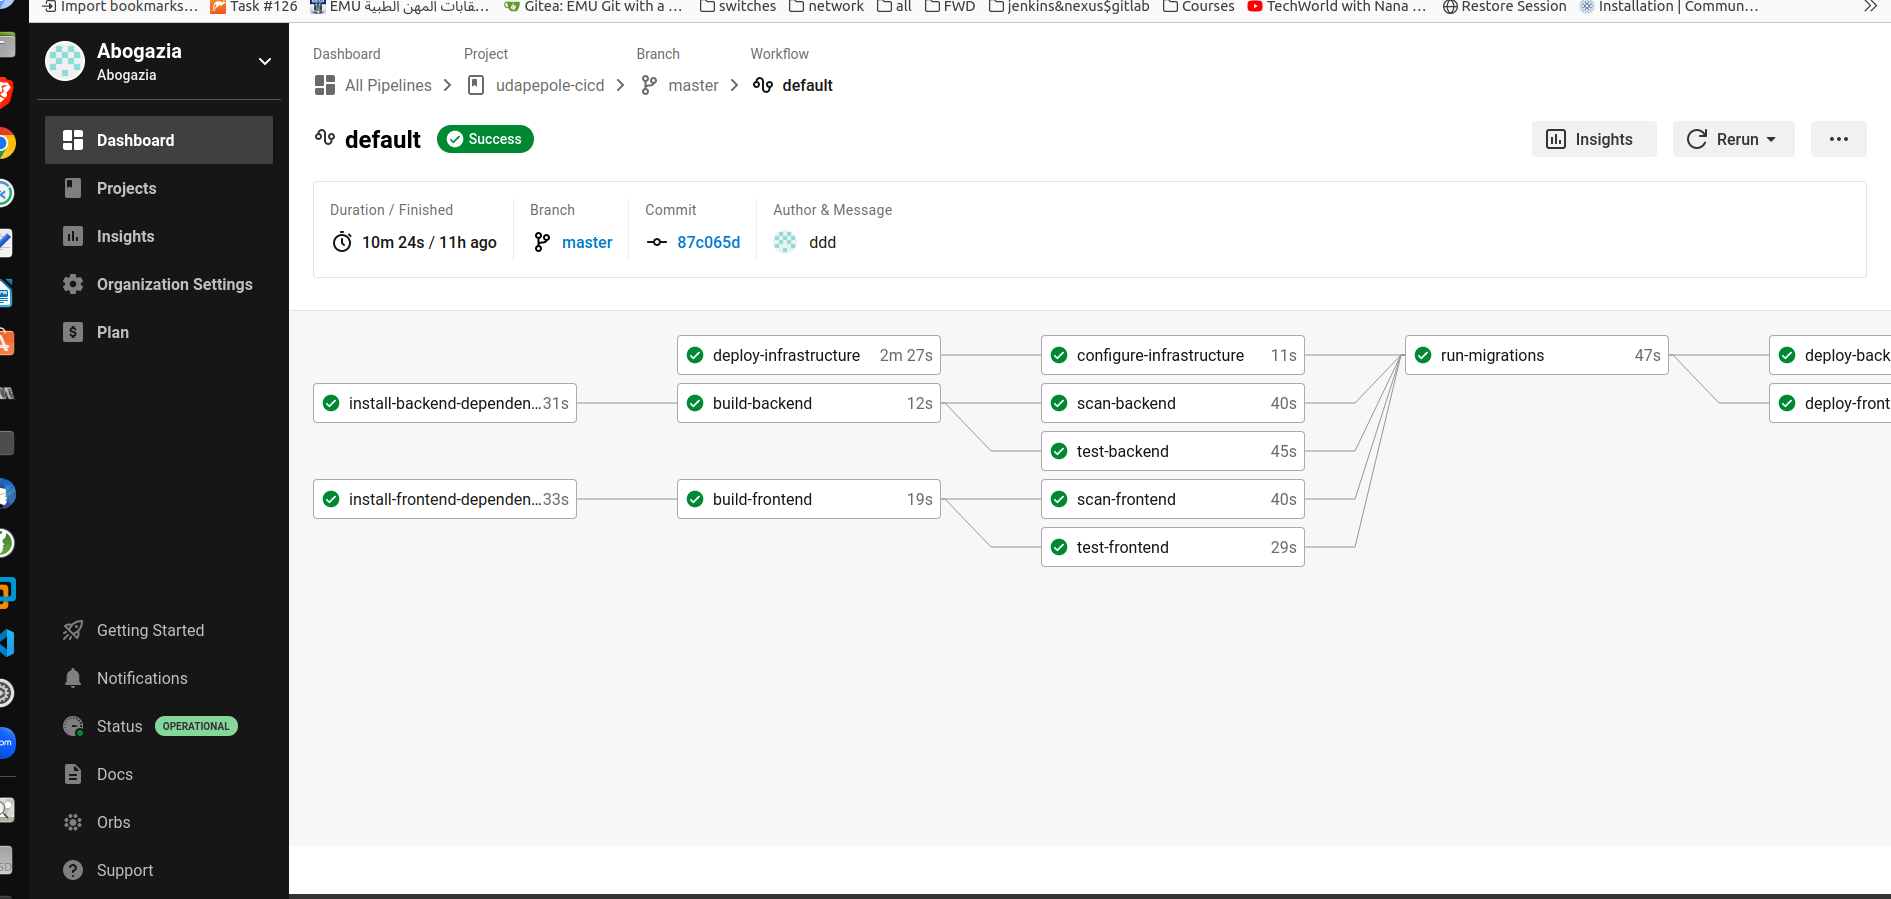 Import bookmarks... Task #126 EMU نقابات المهن الطبية... Gitea: EMU Git with a ... switches network all FWD jenkins&nexus$gitlab Courses TechWorld with Nana ... Restore Session Installation | Commun...
Abogazia
Abogazia
Dashboard
Projects
Insights
Organization Settings
Plan
Getting Started
Notifications
Status OPERATIONAL
Docs
Orbs
Support
Dashboard Project Branch Workflow
All Pipelines udapepole-cicd master default
default Success Insights Rerun
Duration / Finished Branch Commit Author & Message
10m 24s / 11h ago master 87c065d ddd
deploy-infrastructure 2m 27s configure-infrastructure 11s run-migrations 47s deploy-back
install-backend-dependen... 31s build-backend 12s scan-backend 40s deploy-front
test-backend 45s
install-frontend-dependen... 33s build-frontend 19s scan-frontend 40s
test-frontend 29s